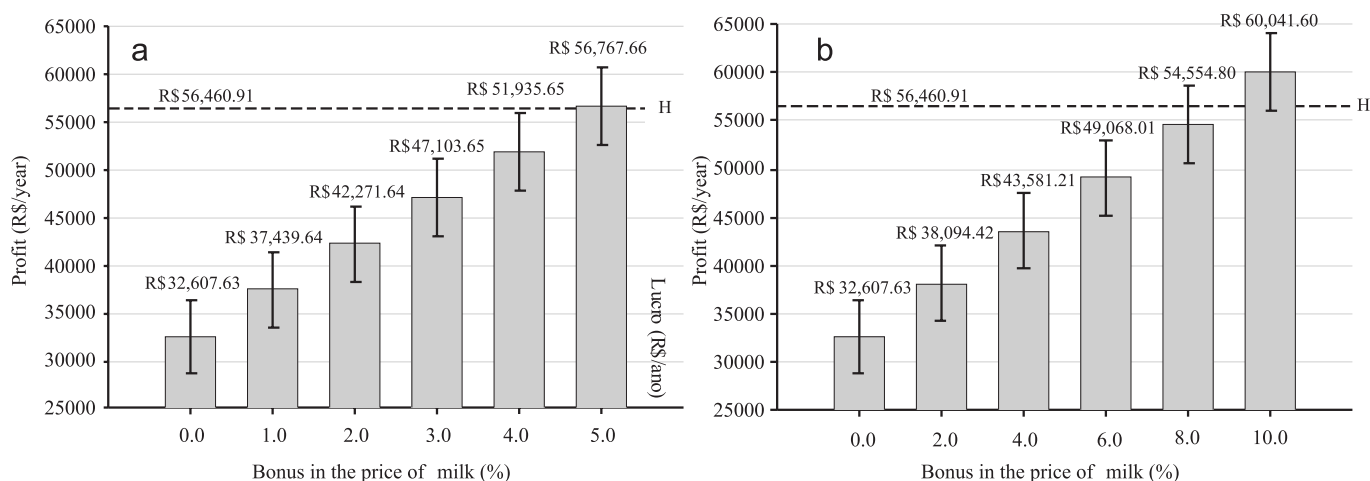 a
65000
60000
55000
50000
45000
40000
35000
30000
25000
Profit (R$/year)
R$ 56,460.91
H
R$ 32,607.63
R$ 37,439.64
R$ 42,271.64
R$ 47,103.65
R$ 51,935.65
R$ 56,767.66
0.0 1.0 2.0 3.0 4.0 5.0
Bonus in the price of milk (%)
Lucro (R$/ano)
b
65000
60000
55000
50000
45000
40000
35000
30000
25000
Profit (R$/year)
R$ 56,460.91
H
R$ 32,607.63
R$ 38,094.42
R$ 43,581.21
R$ 49,068.01
R$ 54,554.80
R$ 60,041.60
0.0 2.0 4.0 6.0 8.0 10.0
Bonus in the price of milk (%)